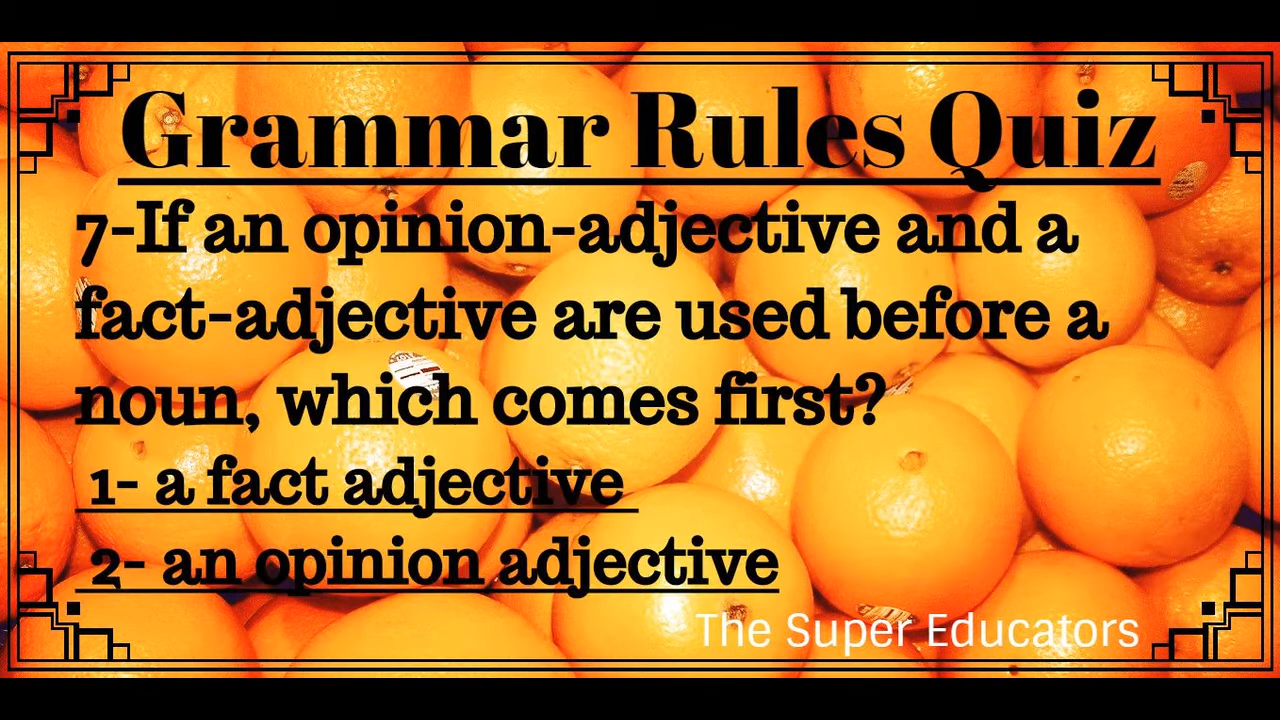 Grammar Rules Quiz
7-If an opinion-adjective and a
fact-adjective are used before a
noun, which comes first?
1- a fact adjective
2- an opinion adjective
The Super Educators